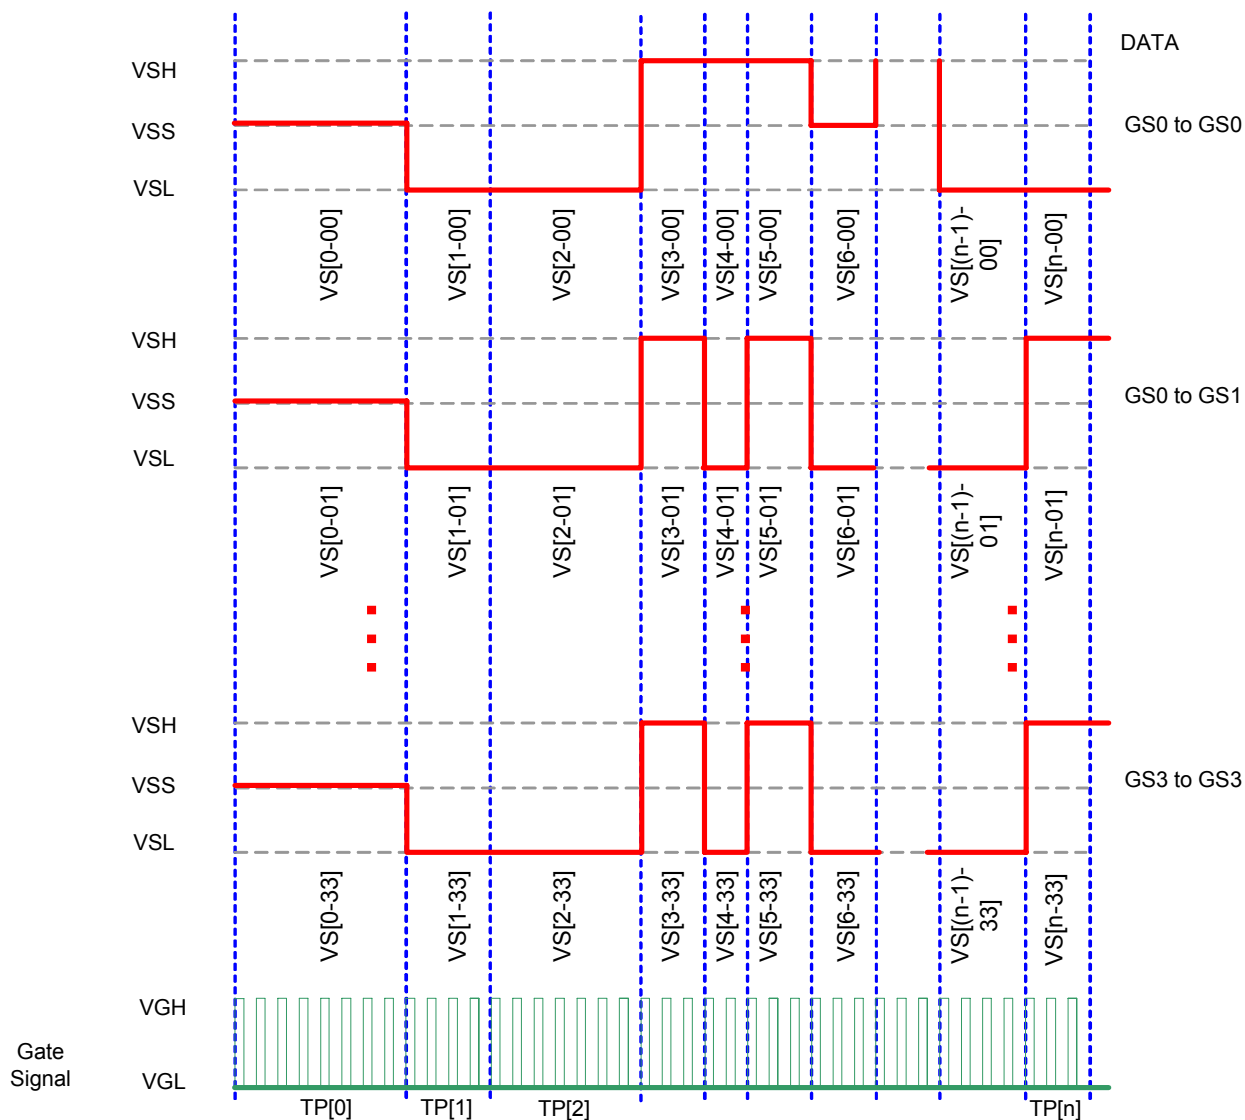 DATA
VSH
VSS
GS0 to GS0
VSL
VS[0-00]
VS[1-00]
VS[2-00]
VS[3-00]
VS[4-00]
VS[5-00]
VS[6-00]
VS[(n-1)-
00]
VS[n-00]
VSH
VSS
GS0 to GS1
VSL
VS[0-01]
VS[1-01]
VS[2-01]
VS[3-01]
VS[4-01]
VS[5-01]
VS[6-01]
VS[(n-1)-
01]
VS[n-01]
VSH
VSS
GS3 to GS3
VSL
VS[0-33]
VS[1-33]
VS[2-33]
VS[3-33]
VS[4-33]
VS[5-33]
VS[6-33]
VS[(n-1)-
33]
VS[n-33]
VGH
Gate
Signal
VGL
TP[0]
TP[1]
TP[2]
TP[n]